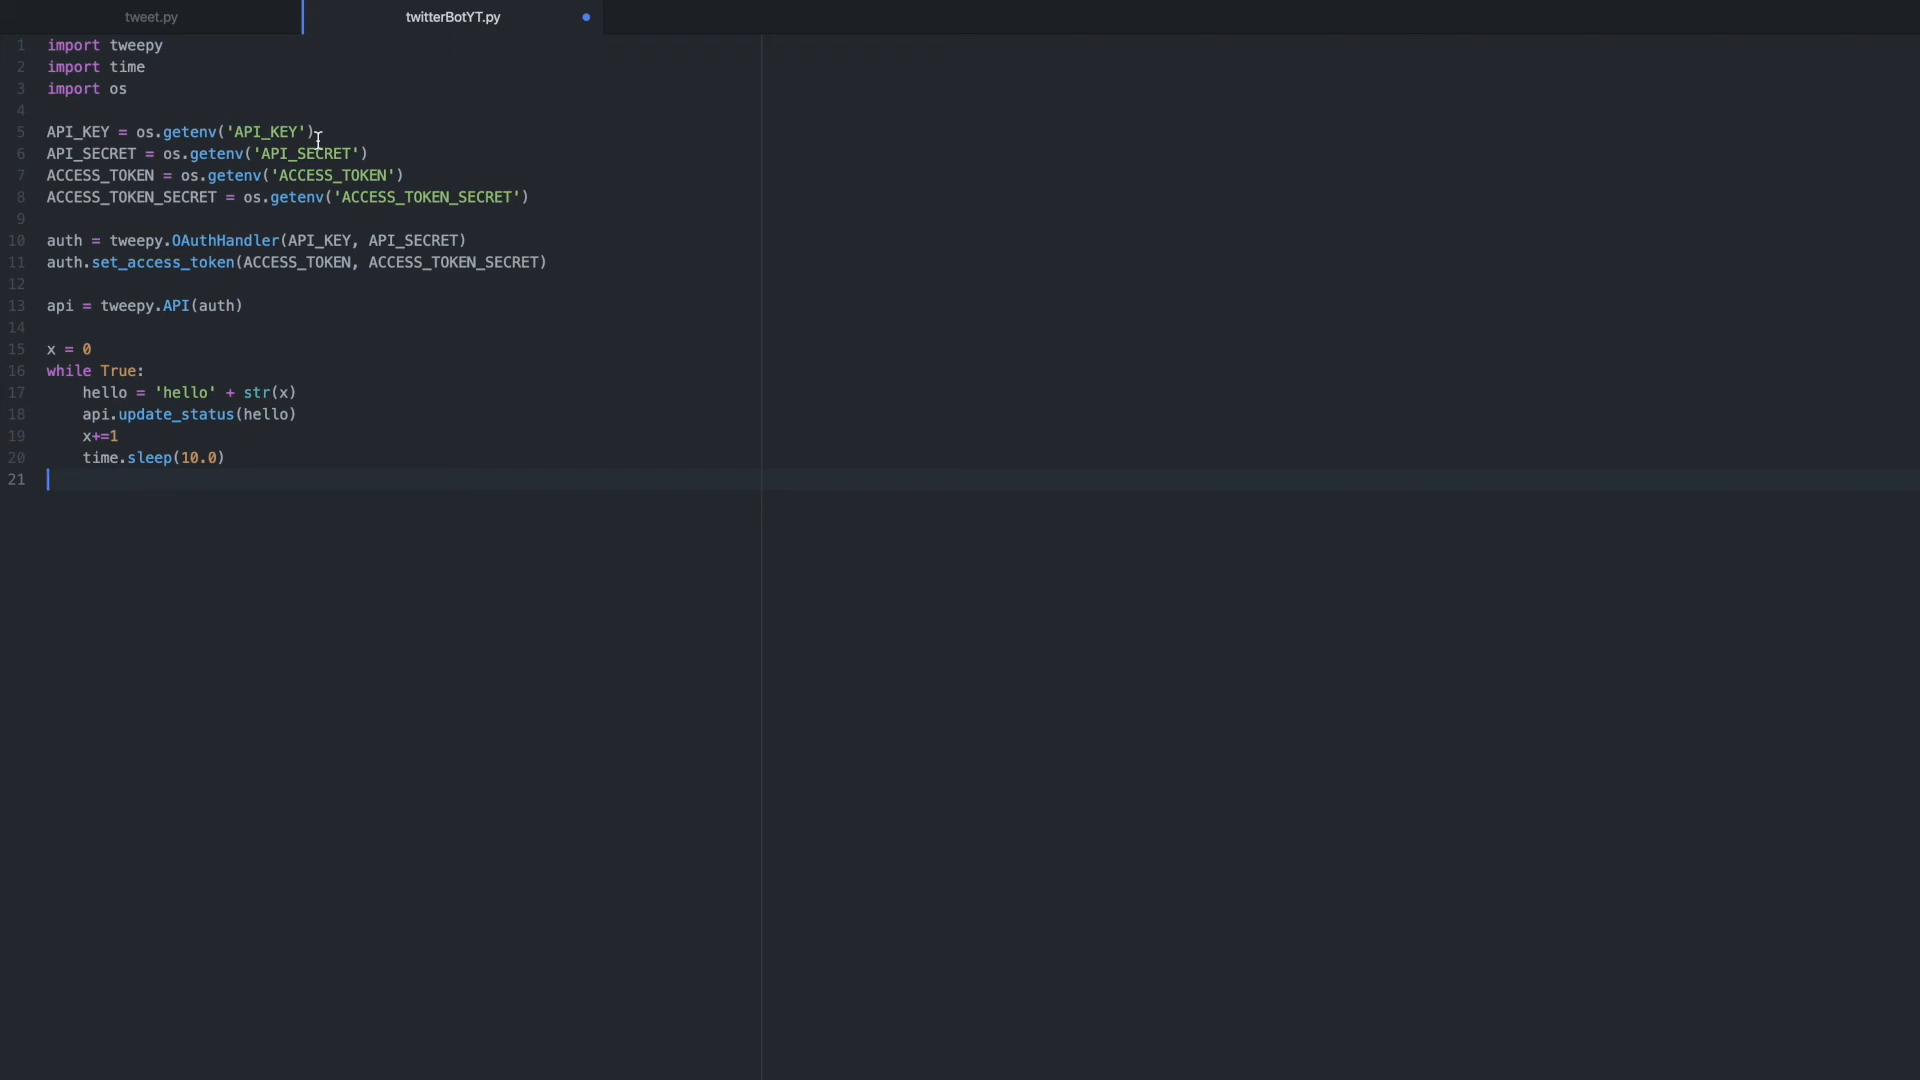 tweet.py
twitterBotYT.py
1 import tweepy
2 import time
3 import os
4
5 API_KEY = os.getenv('API_KEY')
6 API_SECRET = os.getenv('API_SECRET')
7 ACCESS_TOKEN = os.getenv('ACCESS_TOKEN')
8 ACCESS_TOKEN_SECRET = os.getenv('ACCESS_TOKEN_SECRET')
9
10 auth = tweepy.OAuthHandler(API_KEY, API_SECRET)
11 auth.set_access_token(ACCESS_TOKEN, ACCESS_TOKEN_SECRET)
12
13 api = tweepy.API(auth)
14
15 x = 0
16 while True:
17     hello = 'hello' + str(x)
18     api.update_status(hello)
19     x+=1
20     time.sleep(10.0)
21